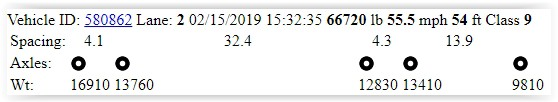 Vehicle ID: 580862 Lane: 2 02/15/2019 15:32:35 66720 lb 55.5 mph 54 ft Class 9
Spacing: 4.1 32.4 4.3 13.9
Axles:
Wt: 16910 13760 12830 13410 9810